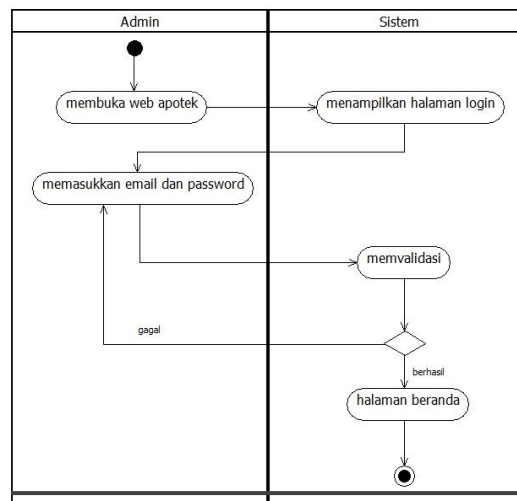 Admin
Sistem
membuka web apotek
menampilkan halaman login
memasukkan email dan password
memvalidasi
gagal
berhasil
halaman beranda